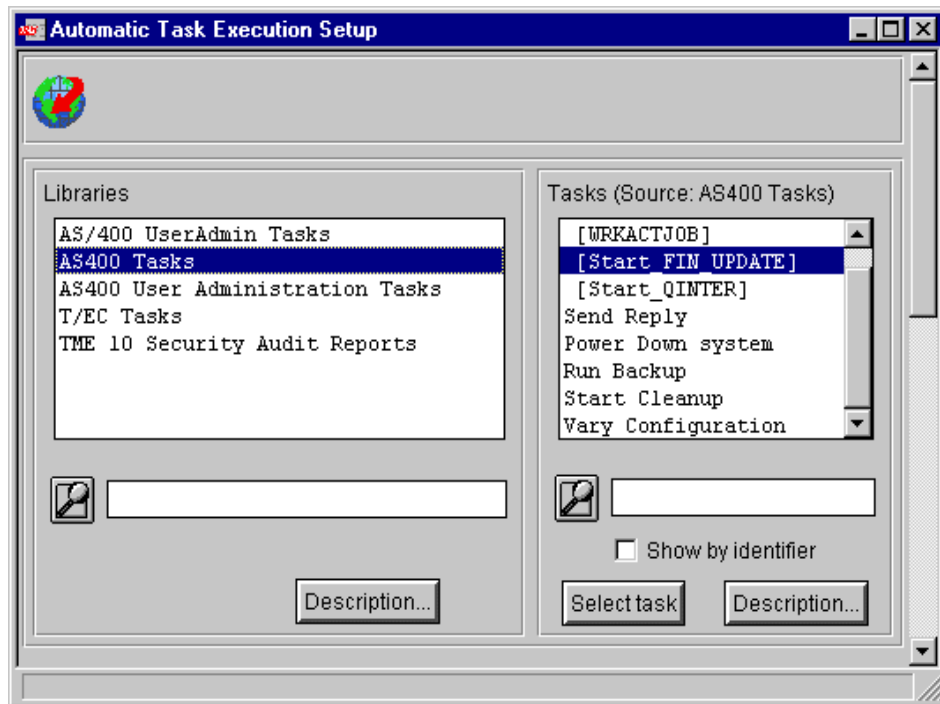 Automatic Task Execution Setup
Libraries
AS/400 UserAdmin Tasks
AS400 Tasks
AS400 User Administration Tasks
T/EC Tasks
TME 10 Security Audit Reports
Description...
Tasks (Source: AS400 Tasks)
[WRKACTJOB]
[Start_FIN_UPDATE]
[Start_QINTER]
Send Reply
Power Down system
Run Backup
Start Cleanup
Vary Configuration
Show by identifier
Select task
Description...